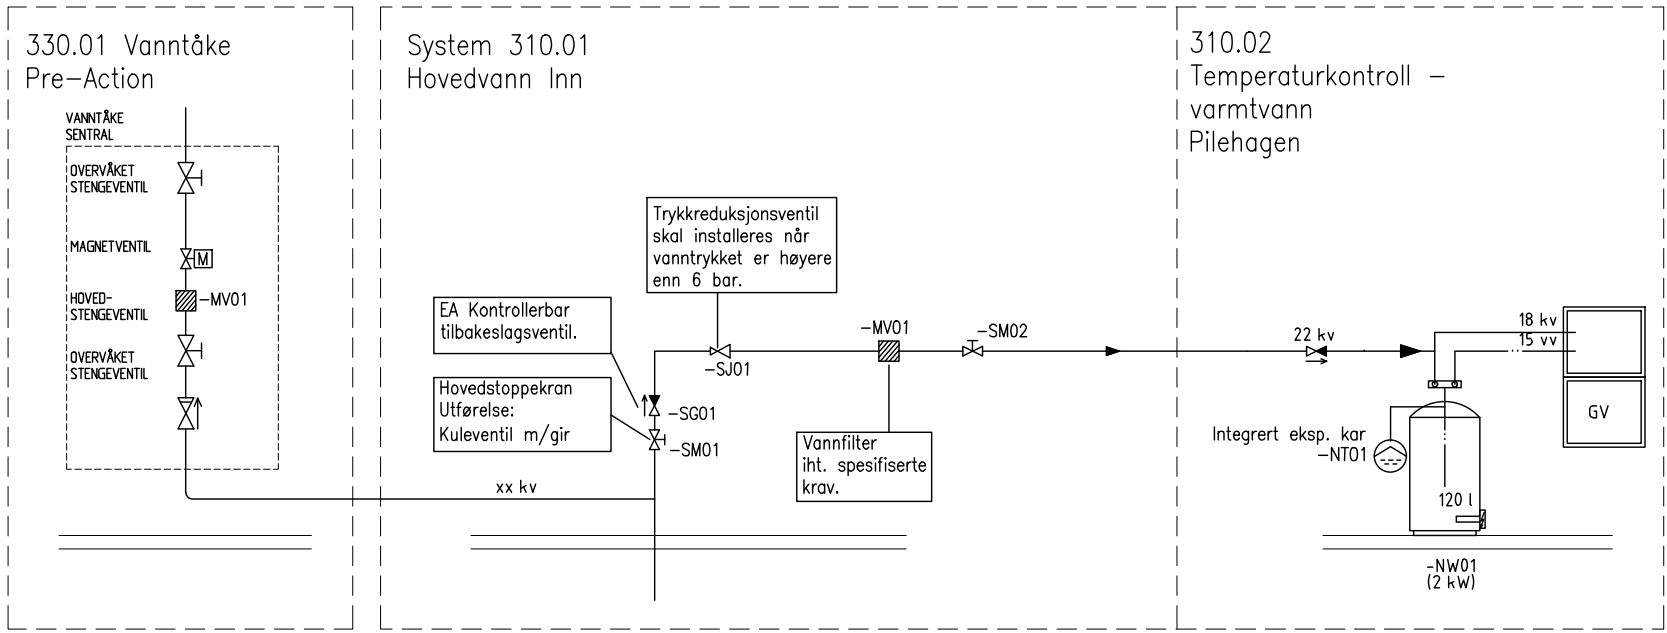 330.01 Vanntåke
Pre-Action
VANNTÅKE
SENTRAL
OVERVÅKET
STENGEVENTIL
MAGNETVENTIL
M
HOVED-
STENGEVENTIL
-MV01
OVERVÅKET
STENGEVENTIL
System 310.01
Hovedvann Inn
Trykkreduksjonsventil
skal installeres når
vanntrykket er høyere
enn 6 bar.
EA Kontrollerbar
tilbakeslagsventil.
Hovedstoppekran
Utførelse:
Kuleventil m/gir
-SG01
-SM01
-SJ01
-MV01
-SM02
Vannfilter
iht. spesifiserte
krav.
xx kv
310.02
Temperaturkontroll -
varmtvann
Pilehagen
22 kv
18 kv
15 vv
GV
Integrert eksp. kar
-NT01
120 l
-NW01
(2 kW)